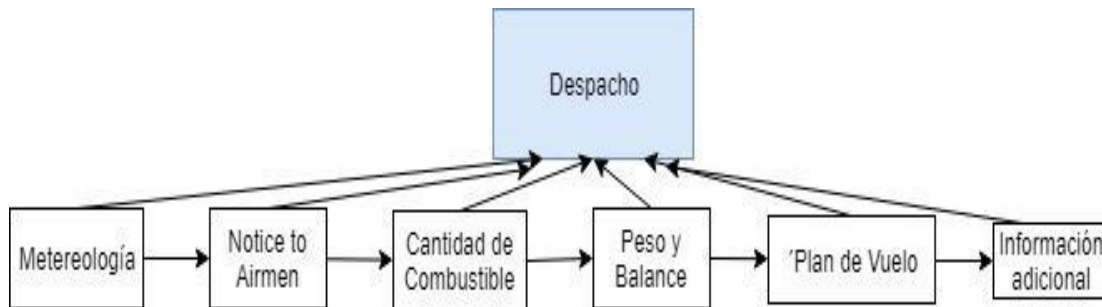 Despacho
Metereología
Notice to
Airmen
Cantidad de
Combustible
Peso y
Balance
´Plan de Vuelo
Información
adicional